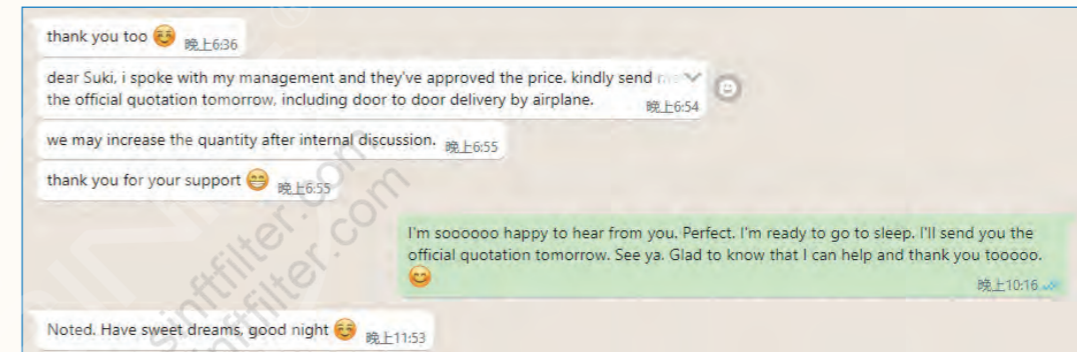 thank you too 😊 晚上6:36
dear Suki, i spoke with my management and they've approved the price. kindly send
the official quotation tomorrow, including door to door delivery by airplane. 晚上6:54
we may increase the quantity after internal discussion. 晚上6:55
thank you for your support 😁 晚上6:55
I'm soooooo happy to hear from you. Perfect. I'm ready to go to sleep. I'll send you the
official quotation tomorrow. See ya. Glad to know that I can help and thank you tooooo.
😊 晚上10:16
Noted. Have sweet dreams, good night 😊 晚上11:53
sinftfilter.com
sinftfilter.com